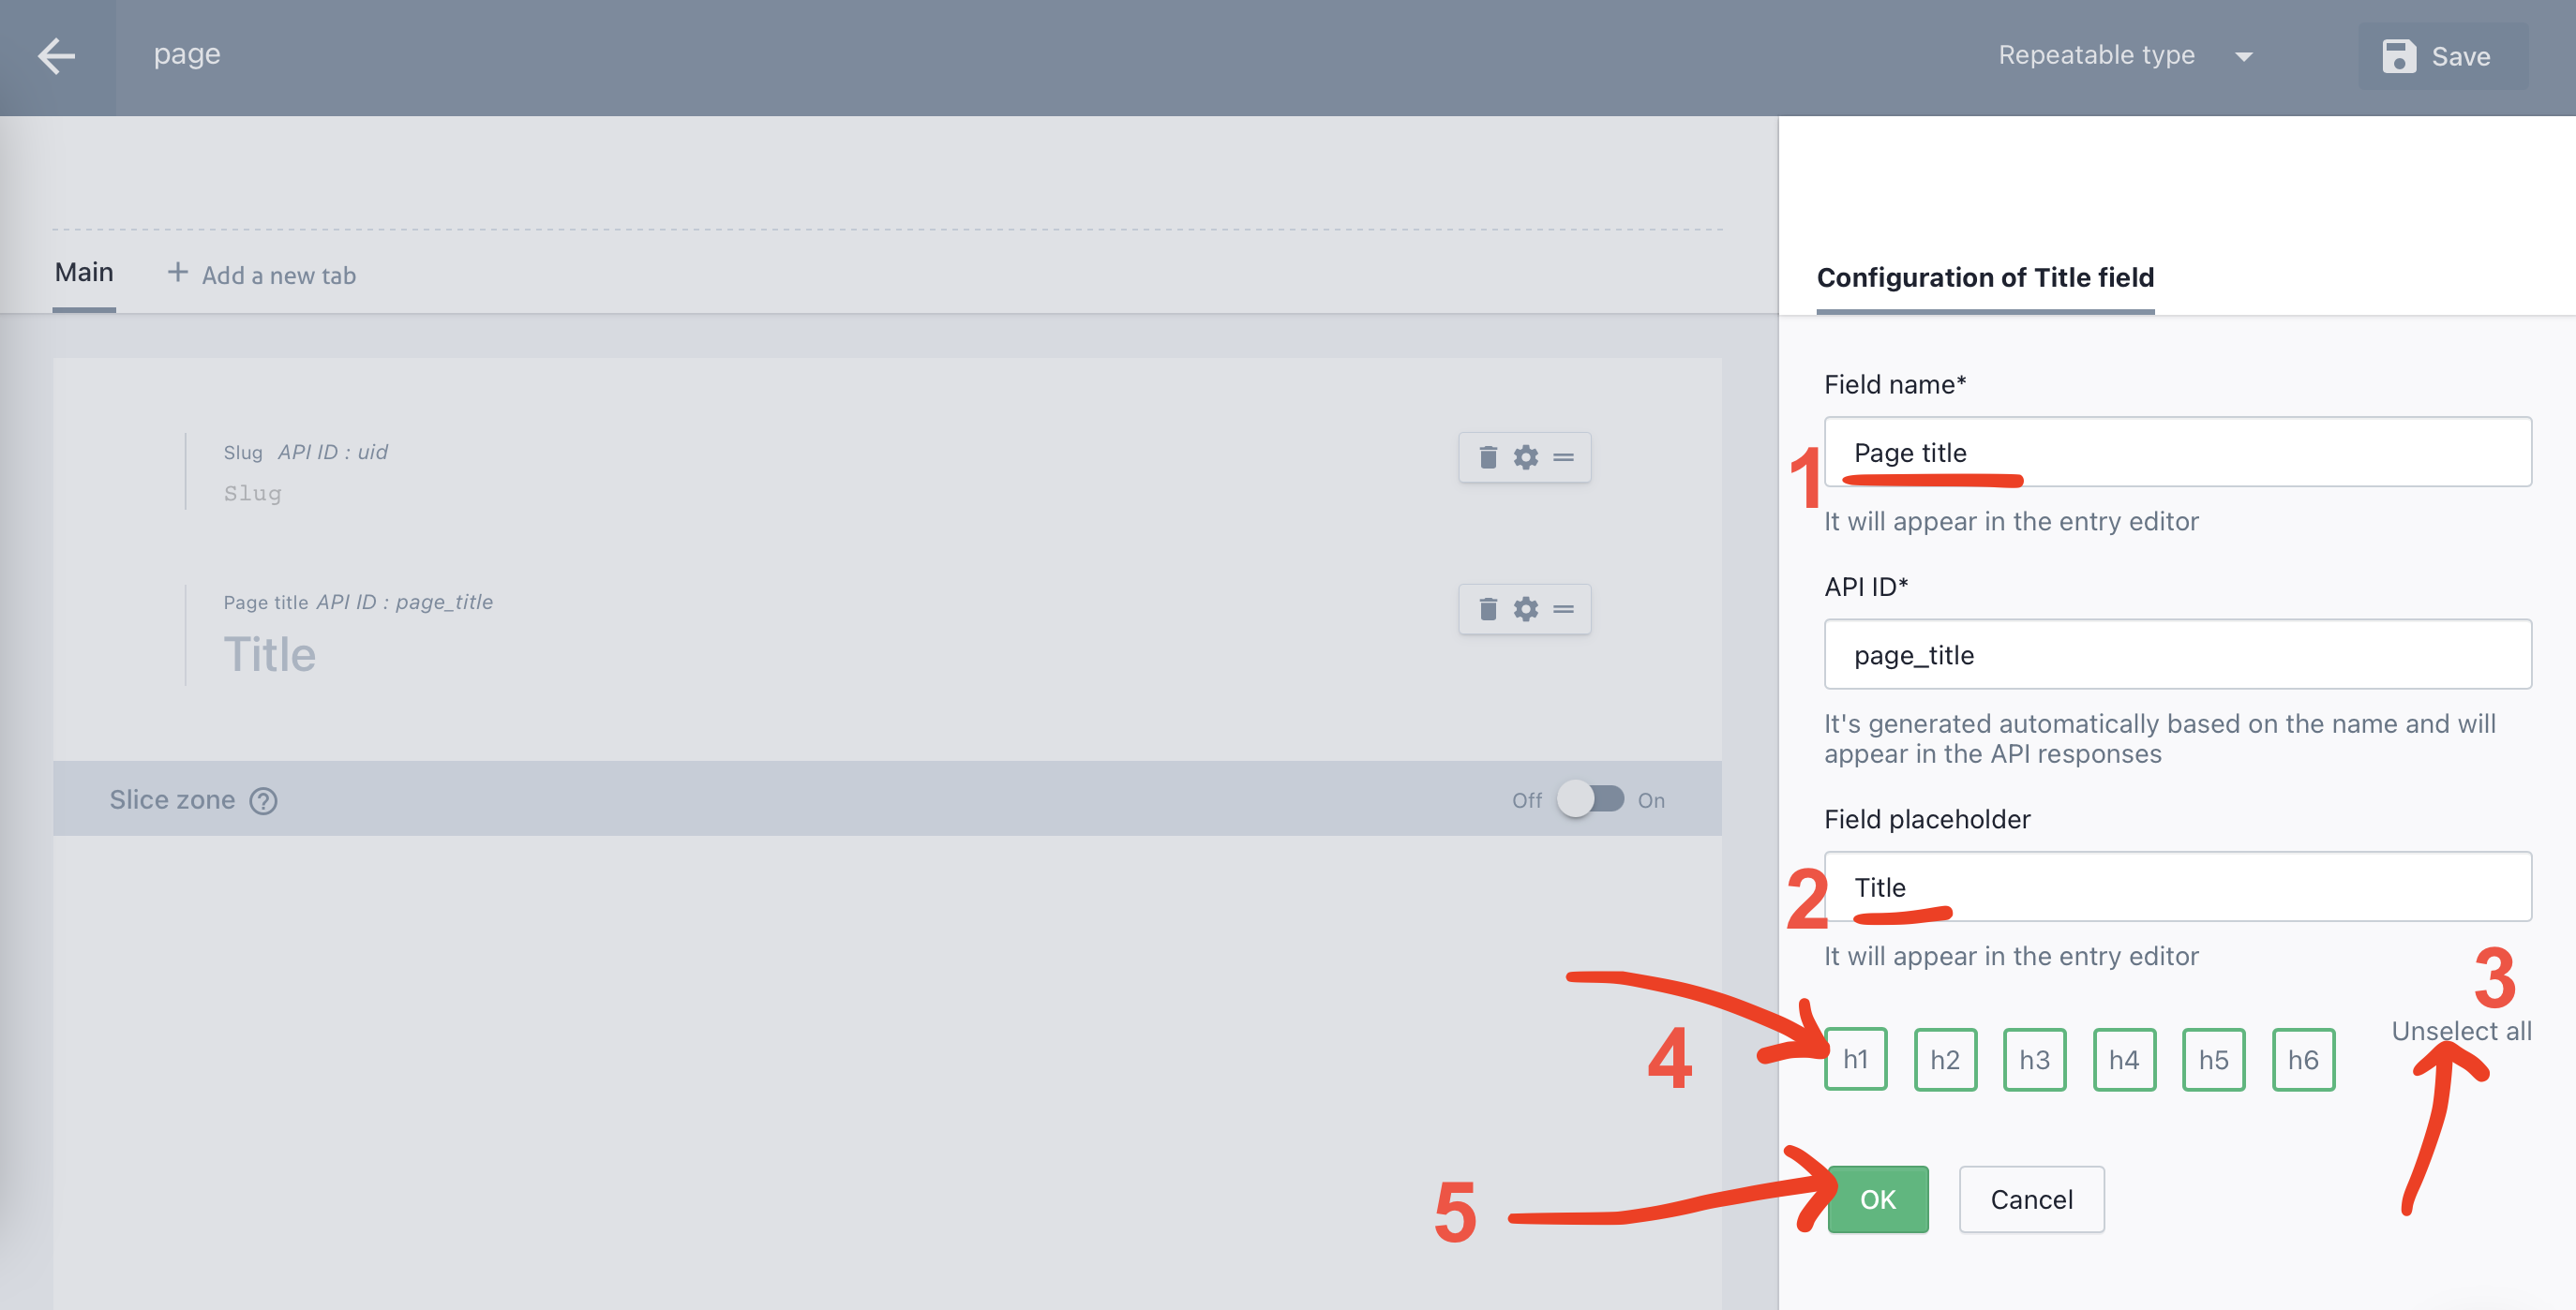 page
Repeatable type
Save
Main
+ Add a new tab
Slug API ID : uid
Slug
Page title API ID : page_title
Title
Slice zone ?
Off On
Configuration of Title field
Field name*
1 Page title
It will appear in the entry editor
API ID*
page_title
It's generated automatically based on the name and will
appear in the API responses
Field placeholder
2 Title
It will appear in the entry editor
3
Unselect all
4 h1 h2 h3 h4 h5 h6
5 OK Cancel